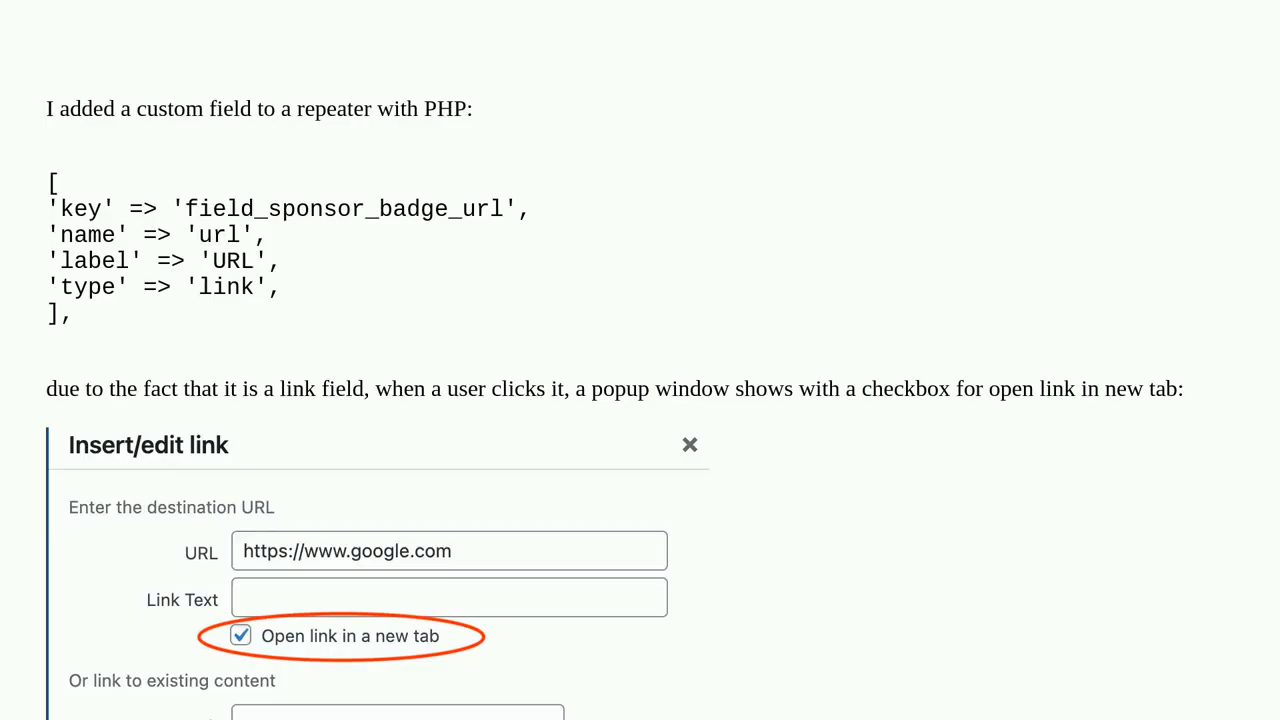 I added a custom field to a repeater with PHP:
[
'key' => 'field_sponsor_badge_url',
'name' => 'url',
'label' => 'URL',
'type' => 'link',
],
due to the fact that it is a link field, when a user clicks it, a popup window shows with a checkbox for open link in new tab:
Insert/edit link
Enter the destination URL
URL https://www.google.com
Link Text
Open link in a new tab
Or link to existing content